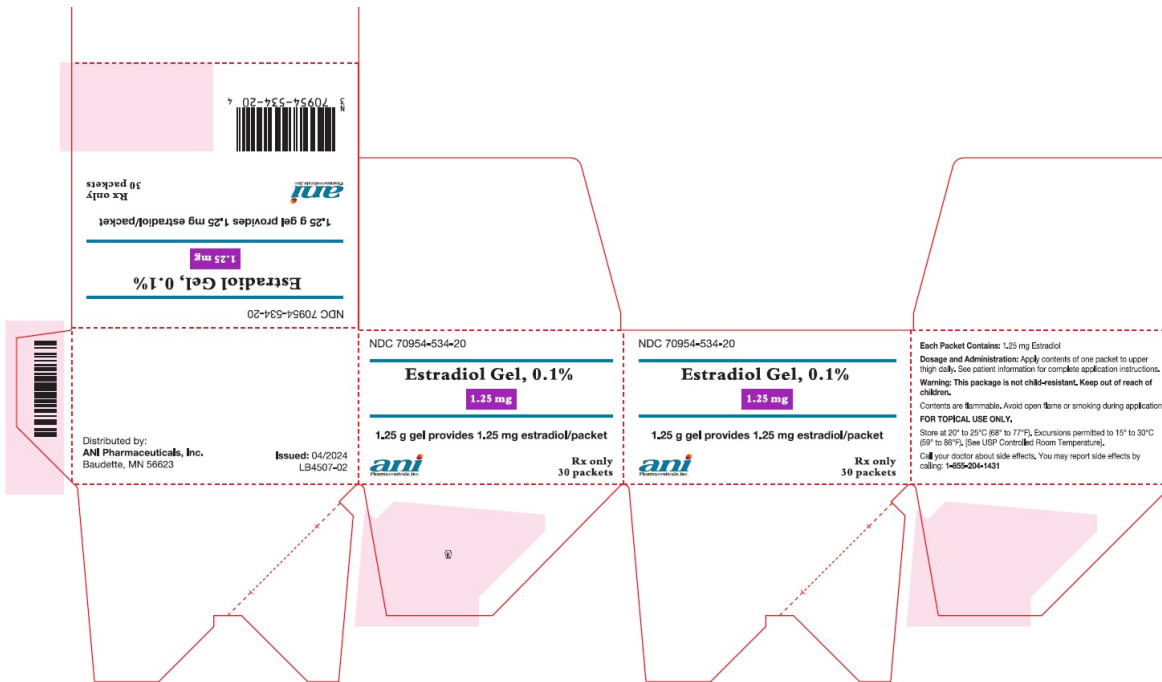 N
3 70954-534-20 4
ani
Pharmaceuticals, Inc.
Rx only
30 packets
1.25 g gel provides 1.25 mg estradiol/packet
1.25 mg
Estradiol Gel, 0.1%
NDC 70954-534-20
Distributed by:
ANI Pharmaceuticals, Inc.
Baudette, MN 56623
Issued: 04/2024
LB4507-02
NDC 70954-534-20
Estradiol Gel, 0.1%
1.25 mg
1.25 g gel provides 1.25 mg estradiol/packet
ani
Pharmaceuticals, Inc.
Rx only
30 packets
NDC 70954-534-20
Estradiol Gel, 0.1%
1.25 mg
1.25 g gel provides 1.25 mg estradiol/packet
ani
Pharmaceuticals, Inc.
Rx only
30 packets
Each Packet Contains: 1.25 mg Estradiol
Dosage and Administration: Apply contents of one packet to upper
thigh daily. See patient information for complete application instructions.
Warning: This package is not child-resistant. Keep out of reach of
children.
Contents are flammable. Avoid open flame or smoking during application
FOR TOPICAL USE ONLY.
Store at 20° to 25°C (68° to 77°F). Excursions permitted to 15° to 30°C
(59° to 86°F). [See USP Controlled Room Temperature].
Call your doctor about side effects. You may report side effects by
calling: 1-855-204-1431